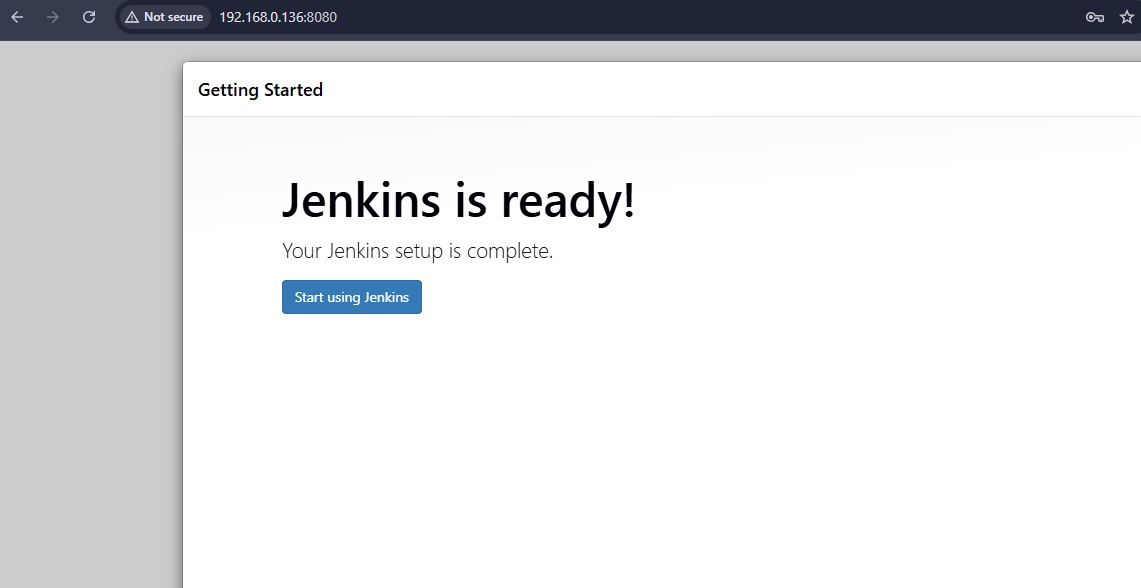 Not secure 192.168.0.136:8080
Getting Started
Jenkins is ready!
Your Jenkins setup is complete.
Start using Jenkins